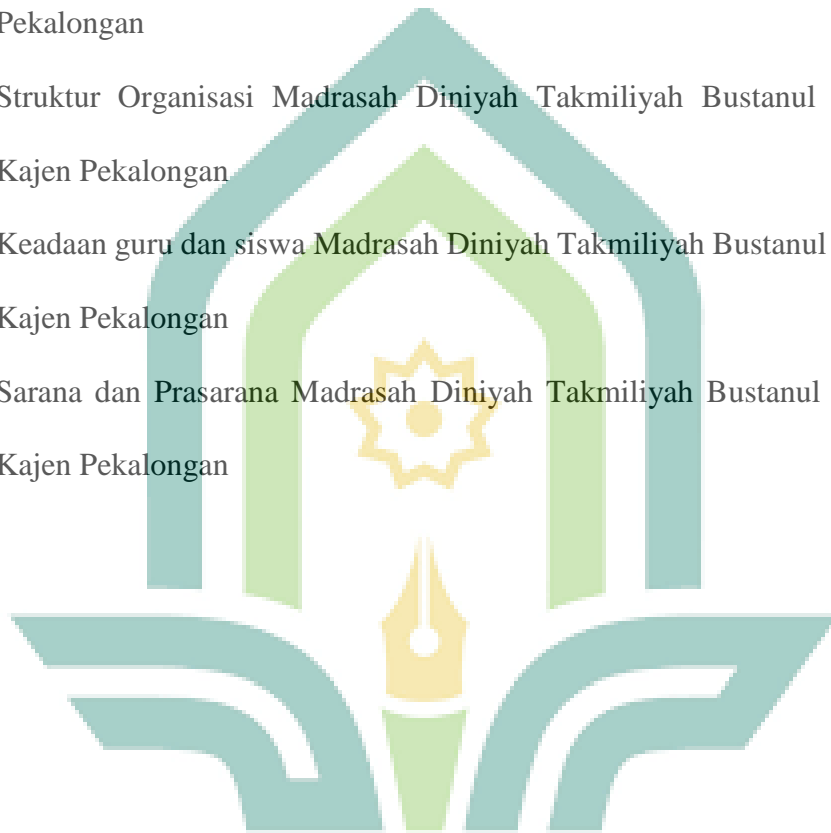 Pekalongan
Struktur Organisasi Madrasah Diniyah Takmiliyah Bustanul
Kajen Pekalongan
Keadaan guru dan siswa Madrasah Diniyah Takmiliyah Bustanul
Kajen Pekalongan
Sarana dan Prasarana Madrasah Diniyah Takmiliyah Bustanul
Kajen Pekalongan